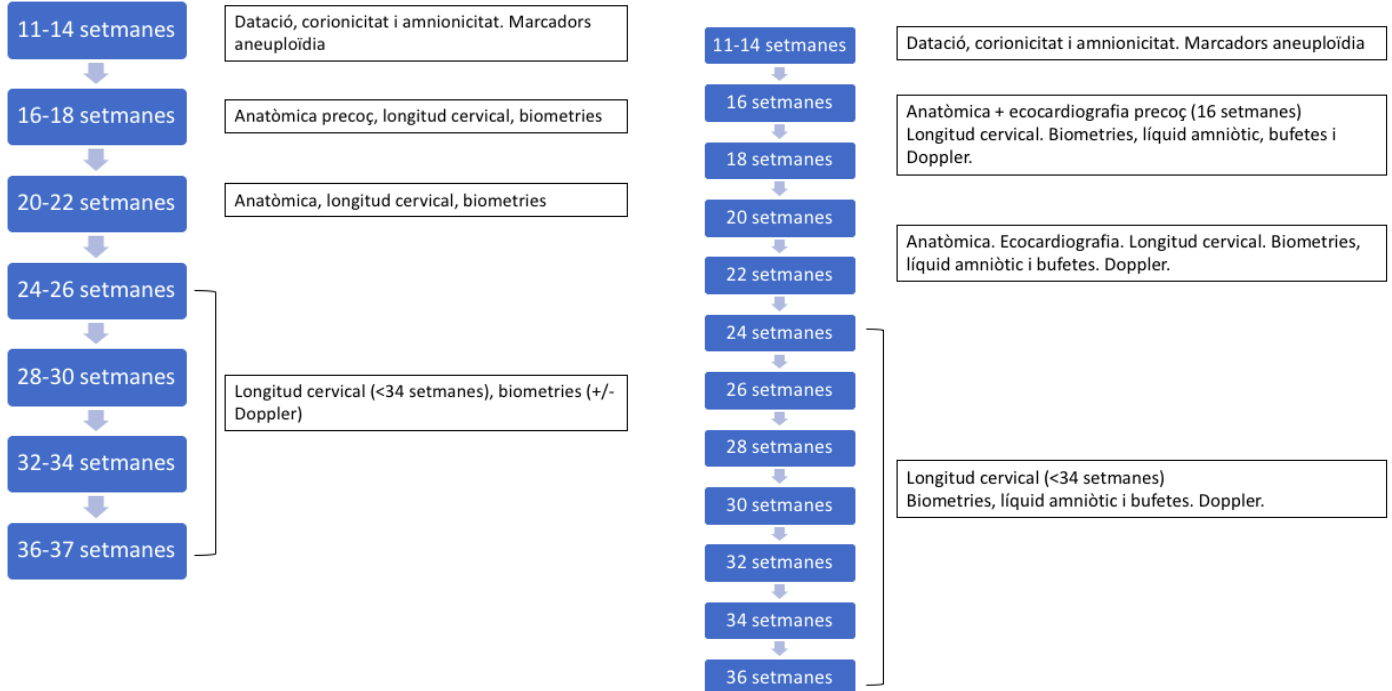 11-14 setmanes
Datació, corionicitat i amnionicitat. Marcadors
aneuploïdia
16-18 setmanes
Anatòmica precoç, longitud cervical, biometries
20-22 setmanes
Anatòmica, longitud cervical, biometries
24-26 setmanes
28-30 setmanes
Longitud cervical (<34 setmanes), biometries (+/-
Doppler)
32-34 setmanes
36-37 setmanes
11-14 setmanes
Datació, corionicitat i amnionicitat. Marcadors aneuploïdia
16 setmanes
Anatòmica + ecocardiografia precoç (16 setmanes)
Longitud cervical. Biometries, líquid amniòtic, bufetes i
Doppler.
18 setmanes
20 setmanes
Anatòmica. Ecocardiografia. Longitud cervical. Biometries,
líquid amniòtic i bufetes. Doppler.
22 setmanes
24 setmanes
26 setmanes
28 setmanes
Longitud cervical (<34 setmanes)
Biometries, líquid amniòtic i bufetes. Doppler.
30 setmanes
32 setmanes
34 setmanes
36 setmanes